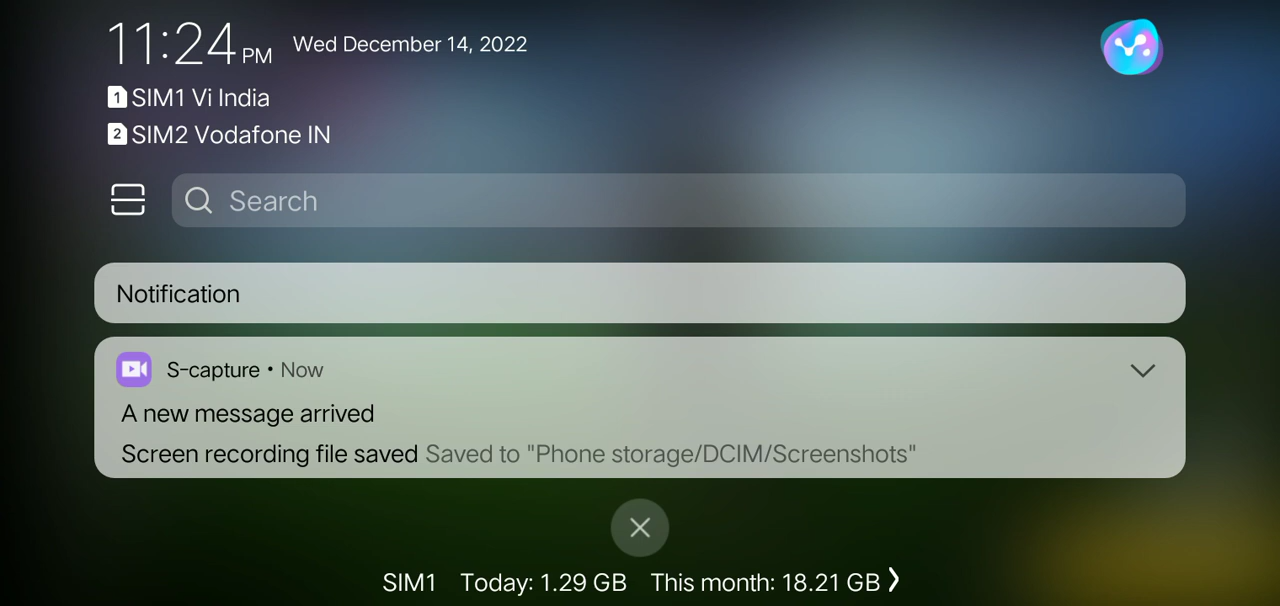 11:24 PM Wed December 14, 2022
1 SIM1 Vi India
2 SIM2 Vodafone IN
Search
Notification
S-capture • Now
A new message arrived
Screen recording file saved Saved to "Phone storage/DCIM/Screenshots"
SIM1 Today: 1.29 GB This month: 18.21 GB